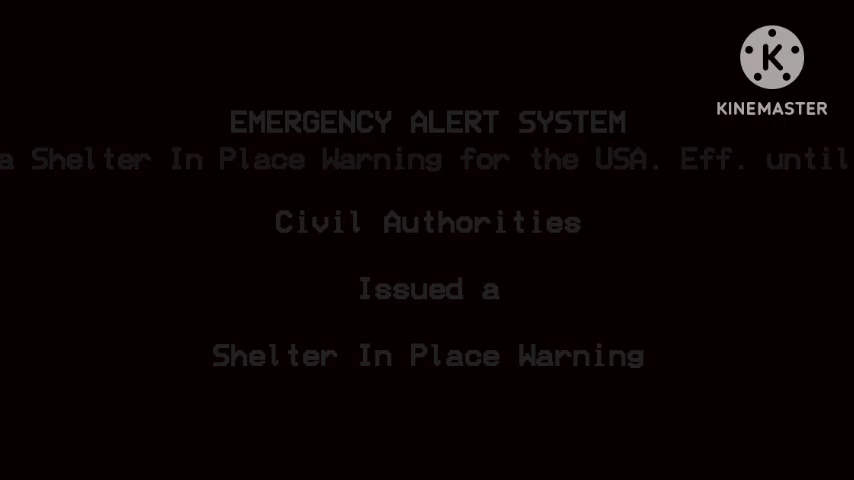 KINEMASTER
EMERGENCY ALERT SYSTEM
a Shelter In Place Warning for the USA. Eff. until
Civil Authorities
Issued a
Shelter In Place Warning